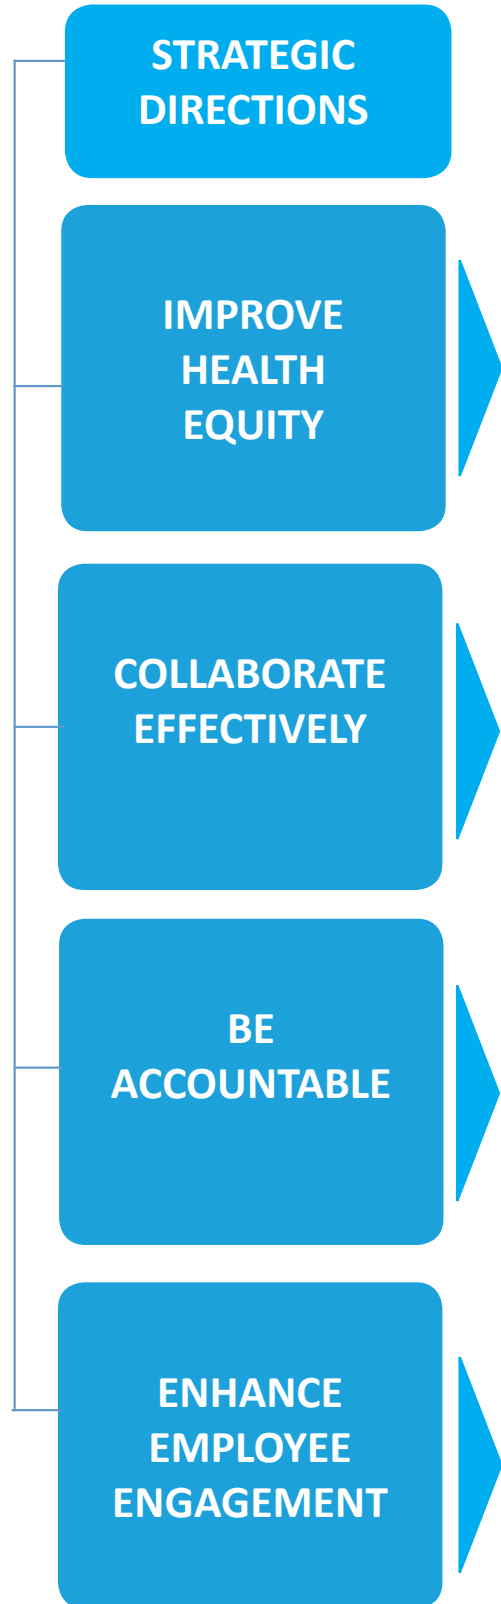 STRATEGIC
DIRECTIONS
IMPROVE
HEALTH
EQUITY
COLLABORATE
EFFECTIVELY
BE
ACCOUNTABLE
ENHANCE
EMPLOYEE
ENGAGEMENT